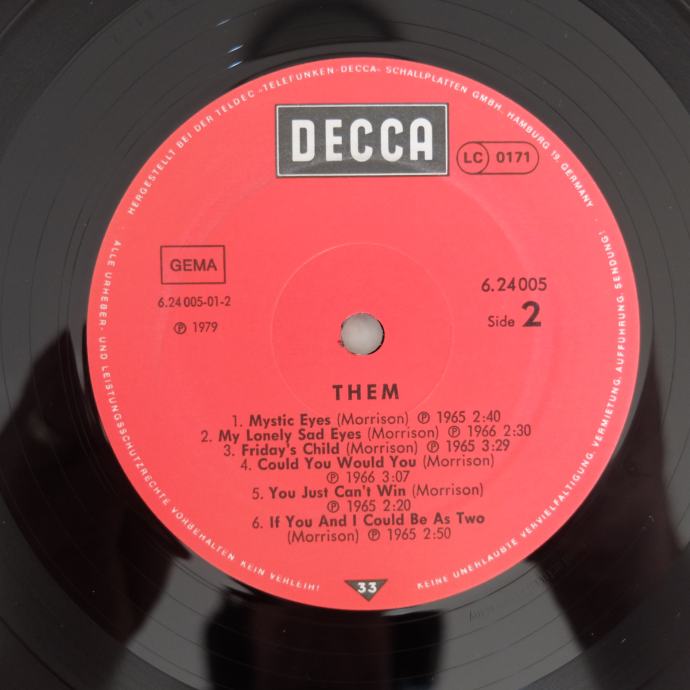 HERGESTELLT BEI DER TELDEC »TELEFUNKEN-DECCA« SCHALLPLATTEN GMBH. HAMBURG 19, GERMANY
DECCA
LC 0171
GEMA
6.24 005-01-2
℗ 1979
6.24005
Side 2
THEM
1. Mystic Eyes (Morrison) ℗ 1965 2:40
2. My Lonely Sad Eyes (Morrison) ℗ 1966 2:30
3. Friday's Child (Morrison) ℗ 1965 3:29
4. Could You Would You (Morrison)
℗ 1966 3:07
5. You Just Can't Win (Morrison)
℗ 1965 2:20
6. If You And I Could Be As Two
(Morrison) ℗ 1965 2:50
33
ALLE URHEBER- UND LEISTUNGSSCHUTZRECHTE VORBEHALTEN KEIN VERLEIH!
KEINE UNERLAUBTE VERVIELFALTIGUNG, VERMIETUNG, AUFFÜHRUNG, SENDUNG!